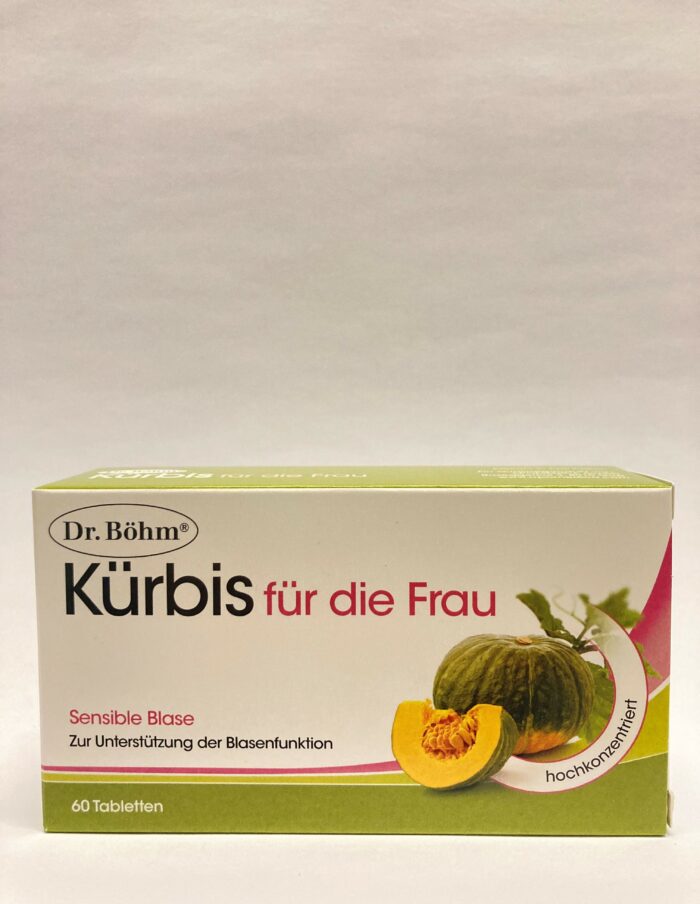 Kürbis für die Frau
Dr. Böhm®
Kürbis für die Frau
Sensible Blase
Zur Unterstützung der Blasenfunktion
hochkonzentriert
60 Tabletten